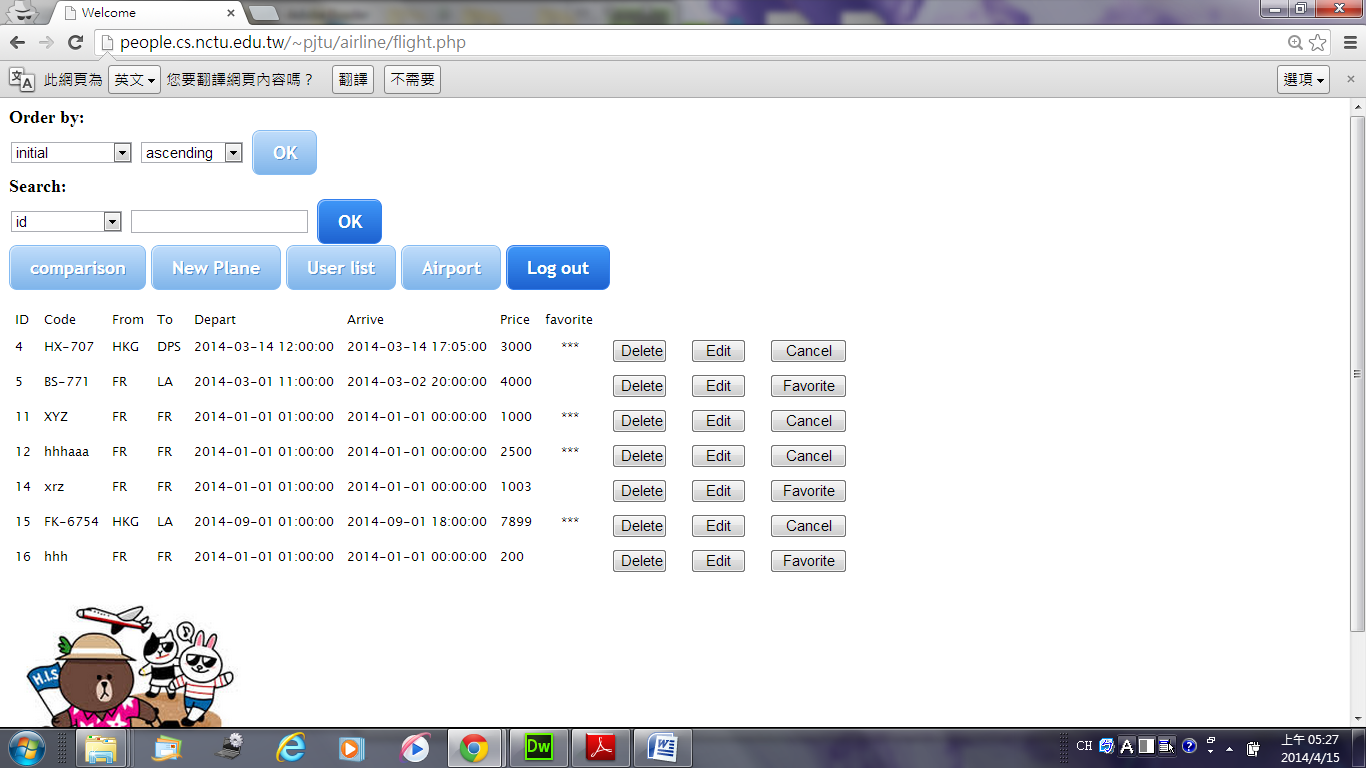 Welcome
people.cs.nctu.edu.tw/~pjtu/airline/flight.php
此網頁為 英文 您要翻譯網頁內容嗎？ 翻譯 不需要 選項
Order by:
initial ascending OK
Search:
id OK
comparison New Plane User list Airport Log out
ID Code From To Depart Arrive Price favorite
4 HX-707 HKG DPS 2014-03-14 12:00:00 2014-03-14 17:05:00 3000 *** Delete Edit Cancel
5 BS-771 FR LA 2014-03-01 11:00:00 2014-03-02 20:00:00 4000 Delete Edit Favorite
11 XYZ FR FR 2014-01-01 01:00:00 2014-01-01 00:00:00 1000 *** Delete Edit Cancel
12 hhhaaa FR FR 2014-01-01 01:00:00 2014-01-01 00:00:00 2500 *** Delete Edit Cancel
14 xrz FR FR 2014-01-01 01:00:00 2014-01-01 00:00:00 1003 Delete Edit Favorite
15 FK-6754 HKG LA 2014-09-01 01:00:00 2014-09-01 18:00:00 7899 *** Delete Edit Cancel
16 hhh FR FR 2014-01-01 01:00:00 2014-01-01 00:00:00 200 Delete Edit Favorite
H.I.S
Dw W
CH A 上午 05:27
2014/4/15